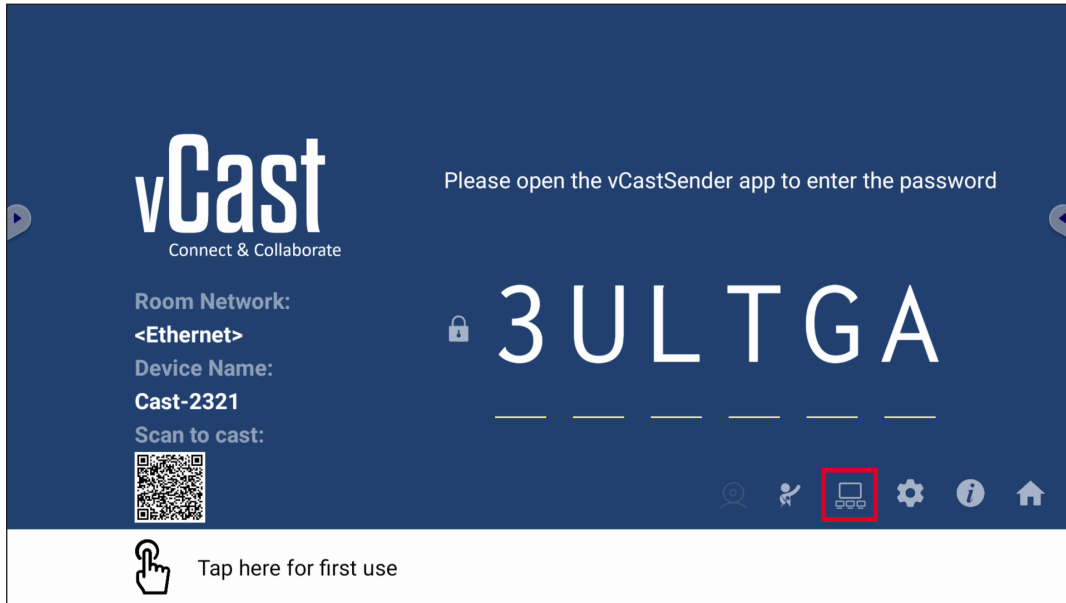 vCast
Connect & Collaborate
Please open the vCastSender app to enter the password
Room Network:
<Ethernet>
Device Name:
Cast-2321
Scan to cast:
3ULTGA
Tap here for first use